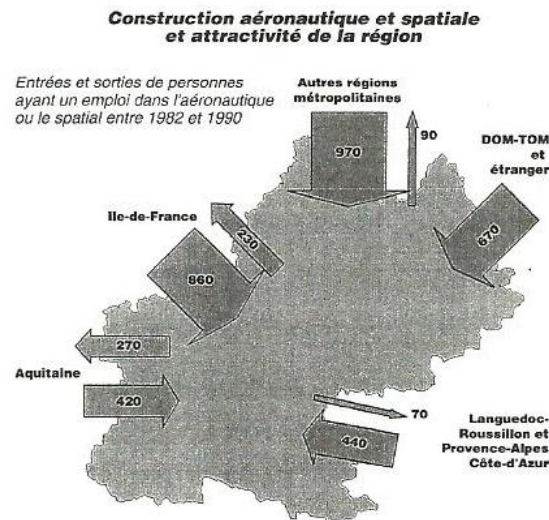 Construction aéronautique et spatiale
et attractivité de la région
Entrées et sorties de personnes
ayant un emploi dans l'aéronautique
ou le spatial entre 1982 et 1990
Autres régions
métropolitaines
970
90
DOM-TOM
et
étranger
670
Ile-de-France
230
860
270
Aquitaine
420
70
440
Languedoc-
Roussillon et
Provence-Alpes
Côte-d'Azur